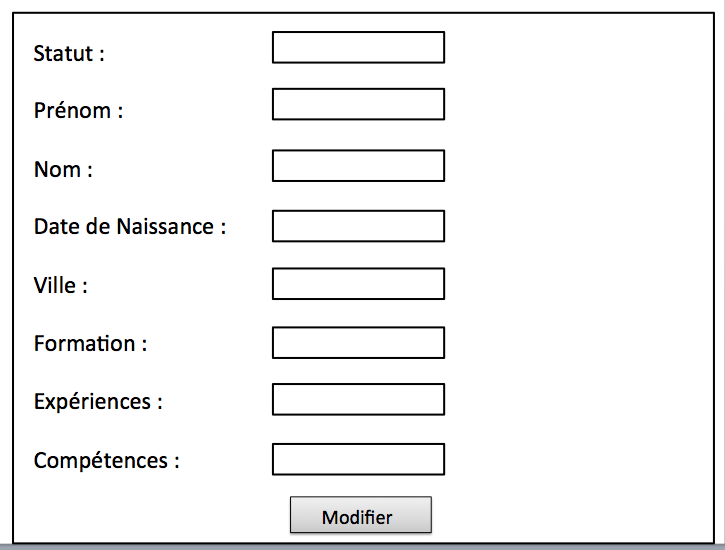 Statut :
Prénom :
Nom :
Date de Naissance :
Ville :
Formation :
Expériences :
Compétences :
Modifier